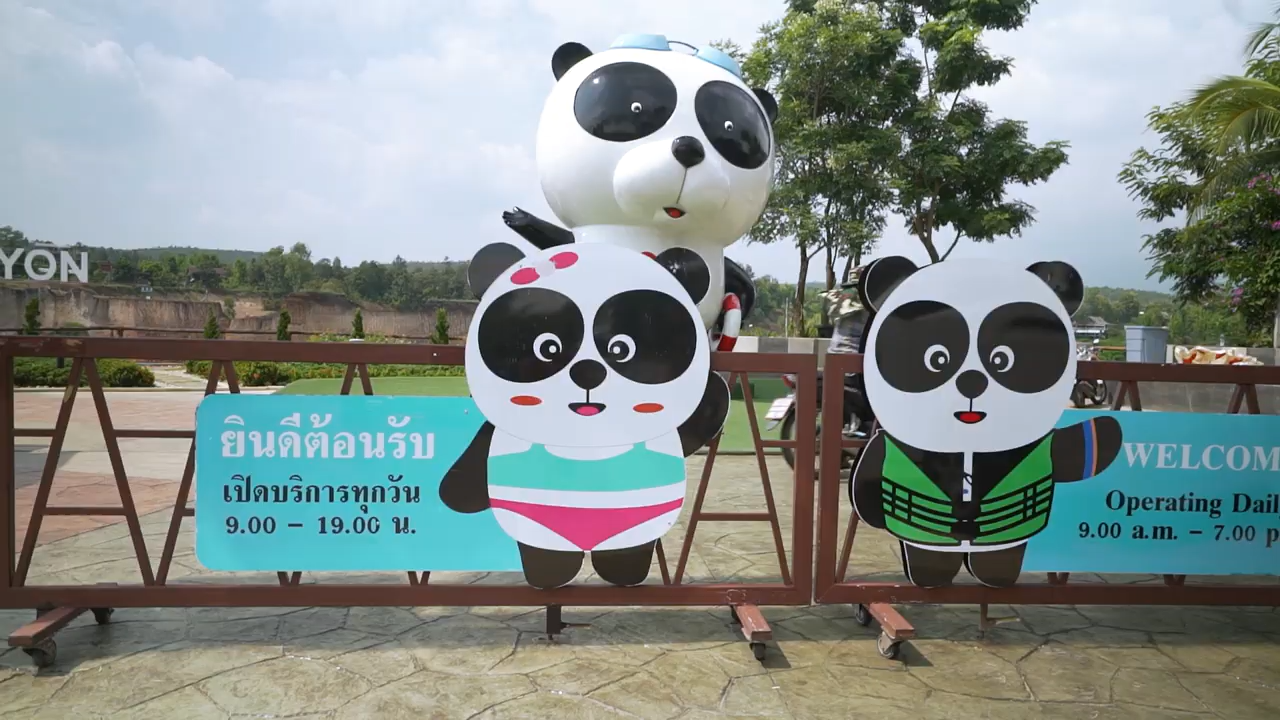 YON
ยินดีต้อนรับ
เปิดบริการทุกวัน
9.00 - 19.00 น.
WELCOM
Operating Dail
9.00 a.m. - 7.00 p